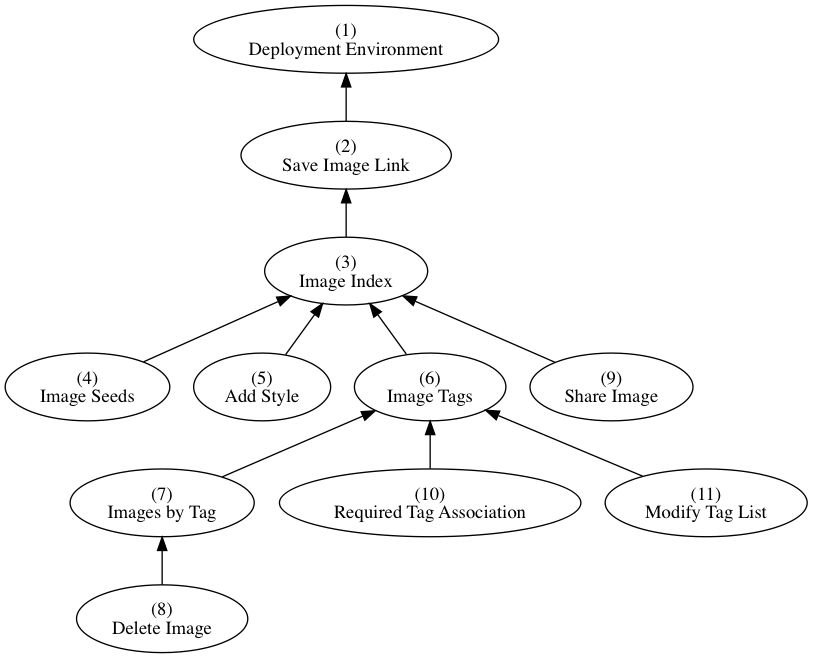 (1)
Deployment Environment
(2)
Save Image Link
(3)
Image Index
(4)
Image Seeds
(5)
Add Style
(6)
Image Tags
(9)
Share Image
(7)
Images by Tag
(10)
Required Tag Association
(11)
Modify Tag List
(8)
Delete Image